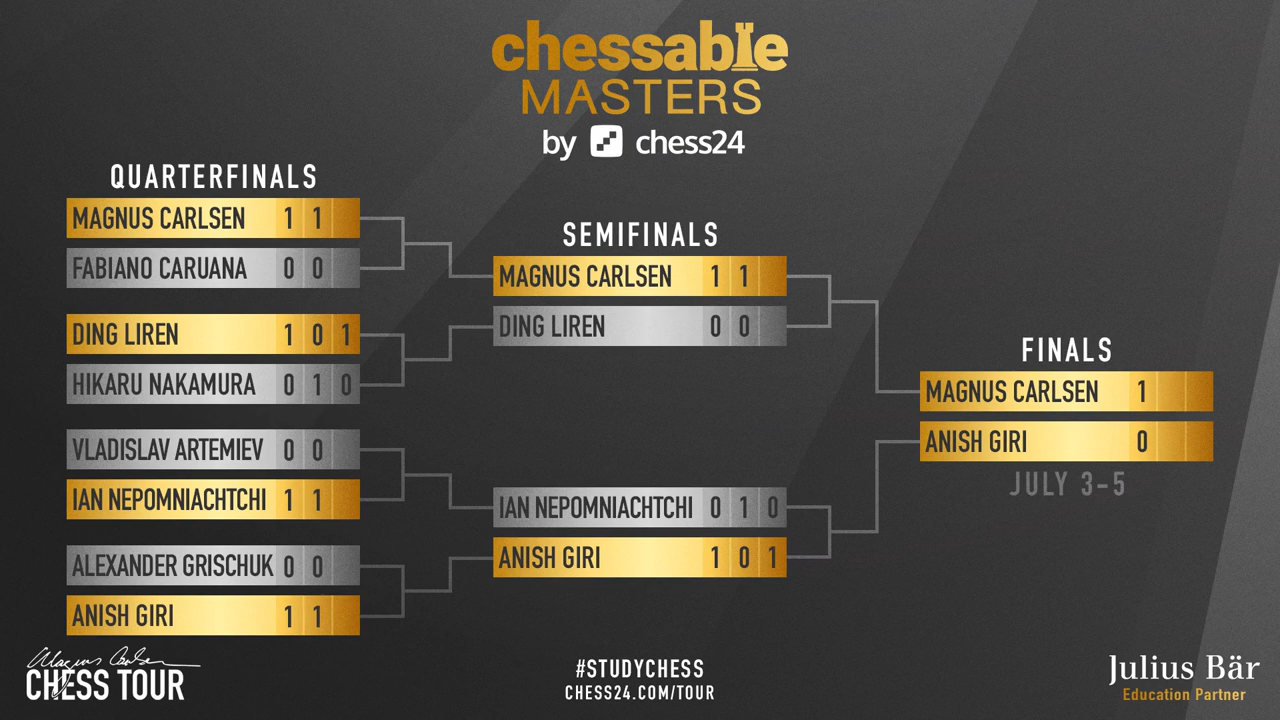 chessable
MASTERS
by chess24
QUARTERFINALS
MAGNUS CARLSEN 1 1
FABIANO CARUANA 0 0
DING LIREN 1 0 1
HIKARU NAKAMURA 0 1 0
VLADISLAV ARTEMIEV 0 0
IAN NEPOMNIACHTCHI 1 1
ALEXANDER GRISCHUK 0 0
ANISH GIRI 1 1
SEMIFINALS
MAGNUS CARLSEN 1 1
DING LIREN 0 0
IAN NEPOMNIACHTCHI 0 1 0
ANISH GIRI 1 0 1
FINALS
MAGNUS CARLSEN 1
ANISH GIRI 0
JULY 3-5
Magnus Carlsen
CHESS TOUR
#STUDYCHESS
CHESS24.COM/TOUR
Julius Bär
Education Partner